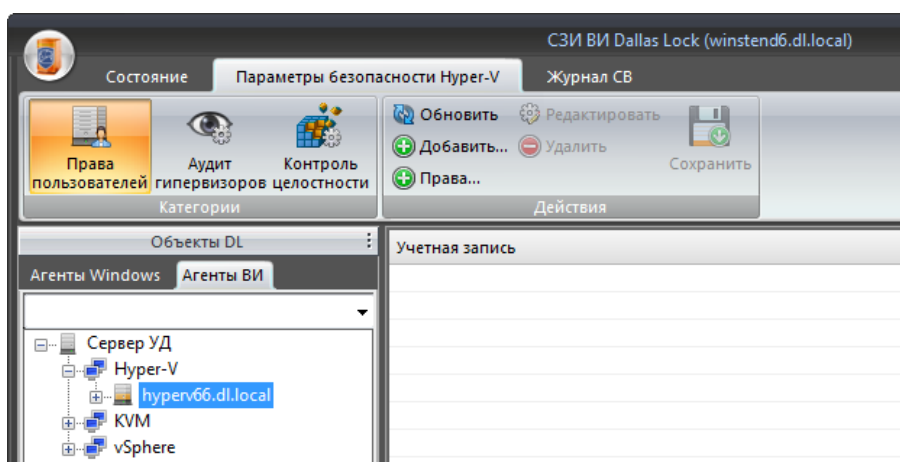 СЗИ ВИ Dallas Lock (winstend6.dl.local)
Состояние Параметры безопасности Hyper-V Журнал СВ
Права пользователей
Аудит гипервизоров
Контроль целостности
Категории
Обновить
Добавить...
Права...
Редактировать
Удалить
Сохранить
Действия
Объекты DL
Агенты Windows Агенты ВИ
Учетная запись
Сервер УД
Hyper-V
hyperv66.dl.local
KVM
vSphere